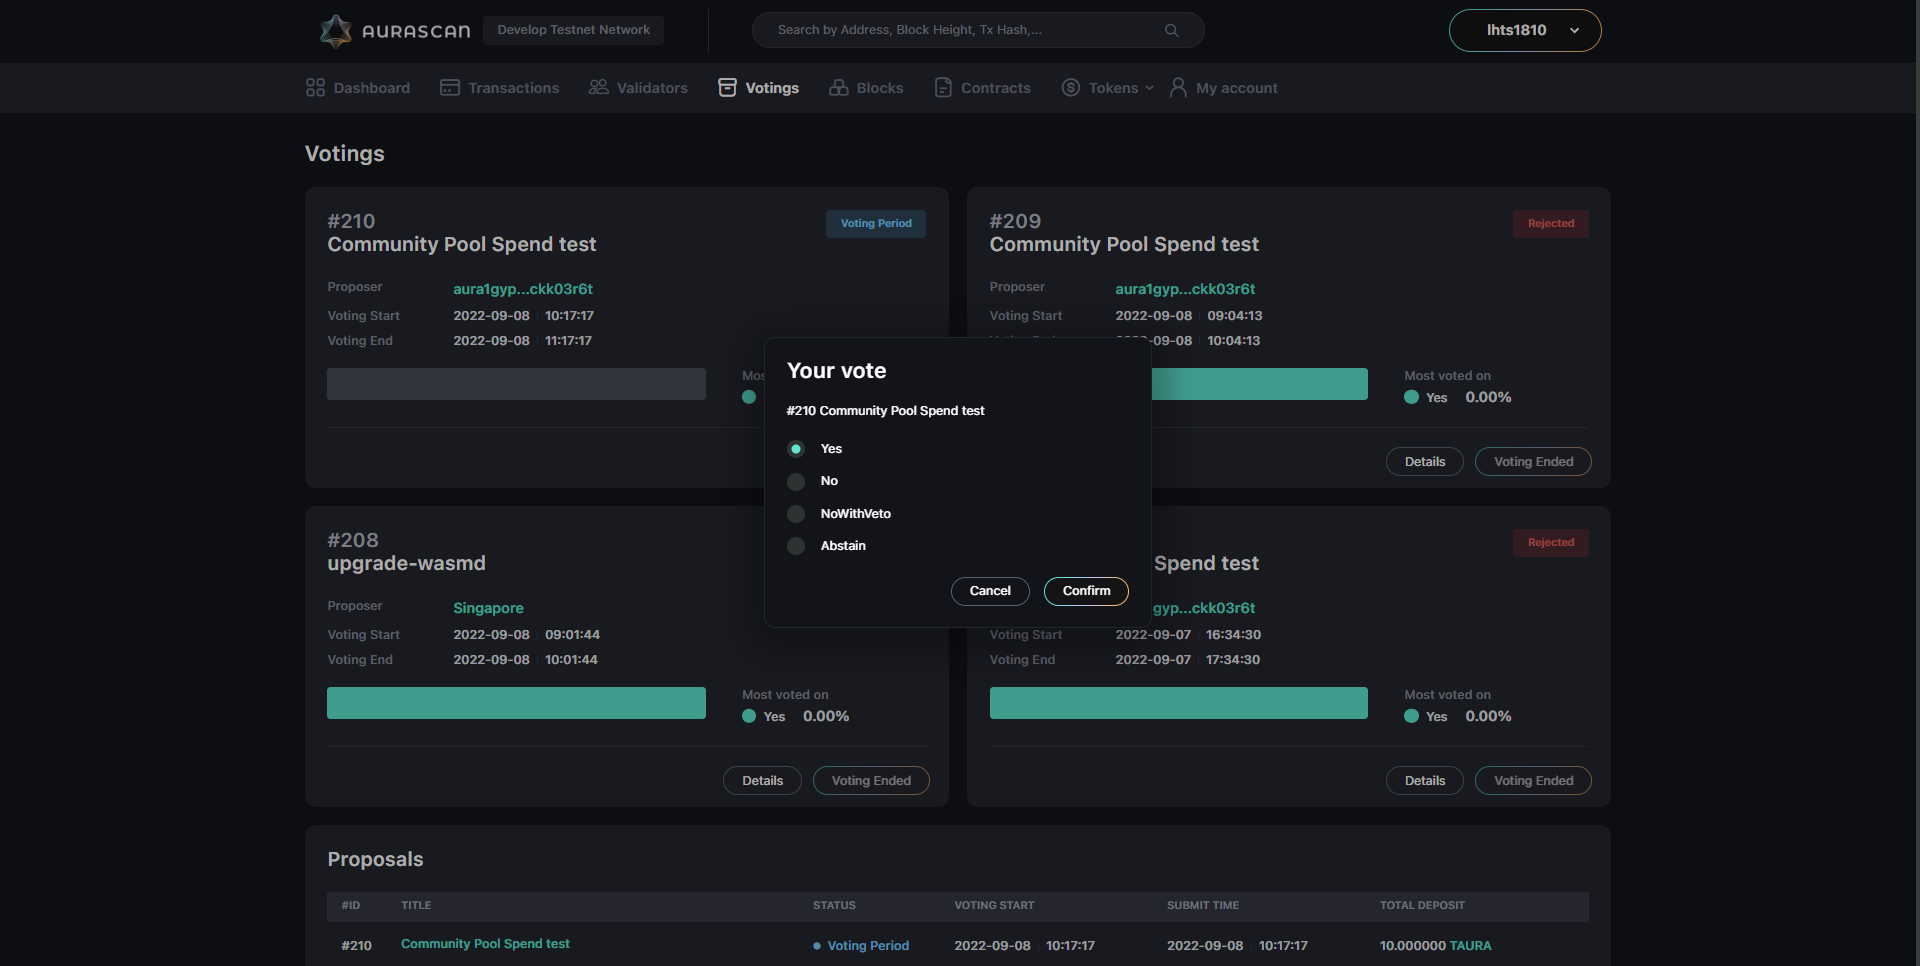 AURASCAN
Develop Testnet Network
Search by Address, Block Height, Tx Hash,...
lhts1810
Dashboard
Transactions
Validators
Votings
Blocks
Contracts
Tokens
My account
Votings
#210
Community Pool Spend test
Voting Period
Proposer
aura1gyp...ckk03r6t
Voting Start
2022-09-08 10:17:17
Voting End
2022-09-08 11:17:17
#209
Community Pool Spend test
Rejected
Proposer
aura1gyp...ckk03r6t
Voting Start
2022-09-08 09:04:13
-09-08 10:04:13
Most voted on
Yes 0.00%
Details
Voting Ended
Your vote
#210 Community Pool Spend test
Yes
No
NoWithVeto
Abstain
Cancel
Confirm
#208
upgrade-wasmd
Proposer
Singapore
Voting Start
2022-09-08 09:01:44
Voting End
2022-09-08 10:01:44
Most voted on
Yes 0.00%
Details
Voting Ended
Rejected
Spend test
gyp...ckk03r6t
Voting Start
2022-09-07 16:34:30
Voting End
2022-09-07 17:34:30
Most voted on
Yes 0.00%
Details
Voting Ended
Proposals
#ID TITLE STATUS VOTING START SUBMIT TIME TOTAL DEPOSIT
#210 Community Pool Spend test Voting Period 2022-09-08 10:17:17 2022-09-08 10:17:17 10.000000 TAURA